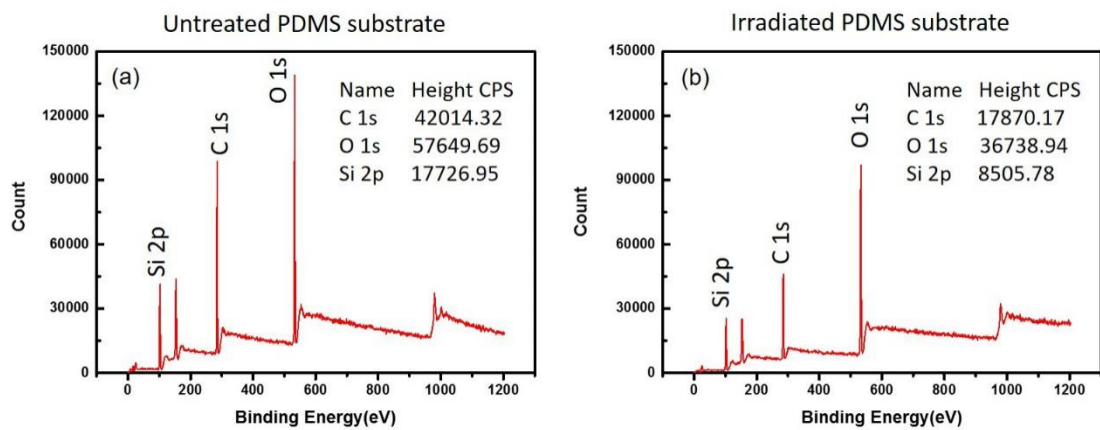 Untreated PDMS substrate
(a)
Name Height CPS
C 1s 42014.32
O 1s 57649.69
Si 2p 17726.95
Si 2p
C 1s
O 1s
150000
120000
90000
60000
30000
0
Count
0 200 400 600 800 1000 1200
Binding Energy(eV)
Irradiated PDMS substrate
(b)
Name Height CPS
C 1s 17870.17
O 1s 36738.94
Si 2p 8505.78
Si 2p
C 1s
O 1s
150000
120000
90000
60000
30000
0
Count
0 200 400 600 800 1000 1200
Binding Energy(eV)